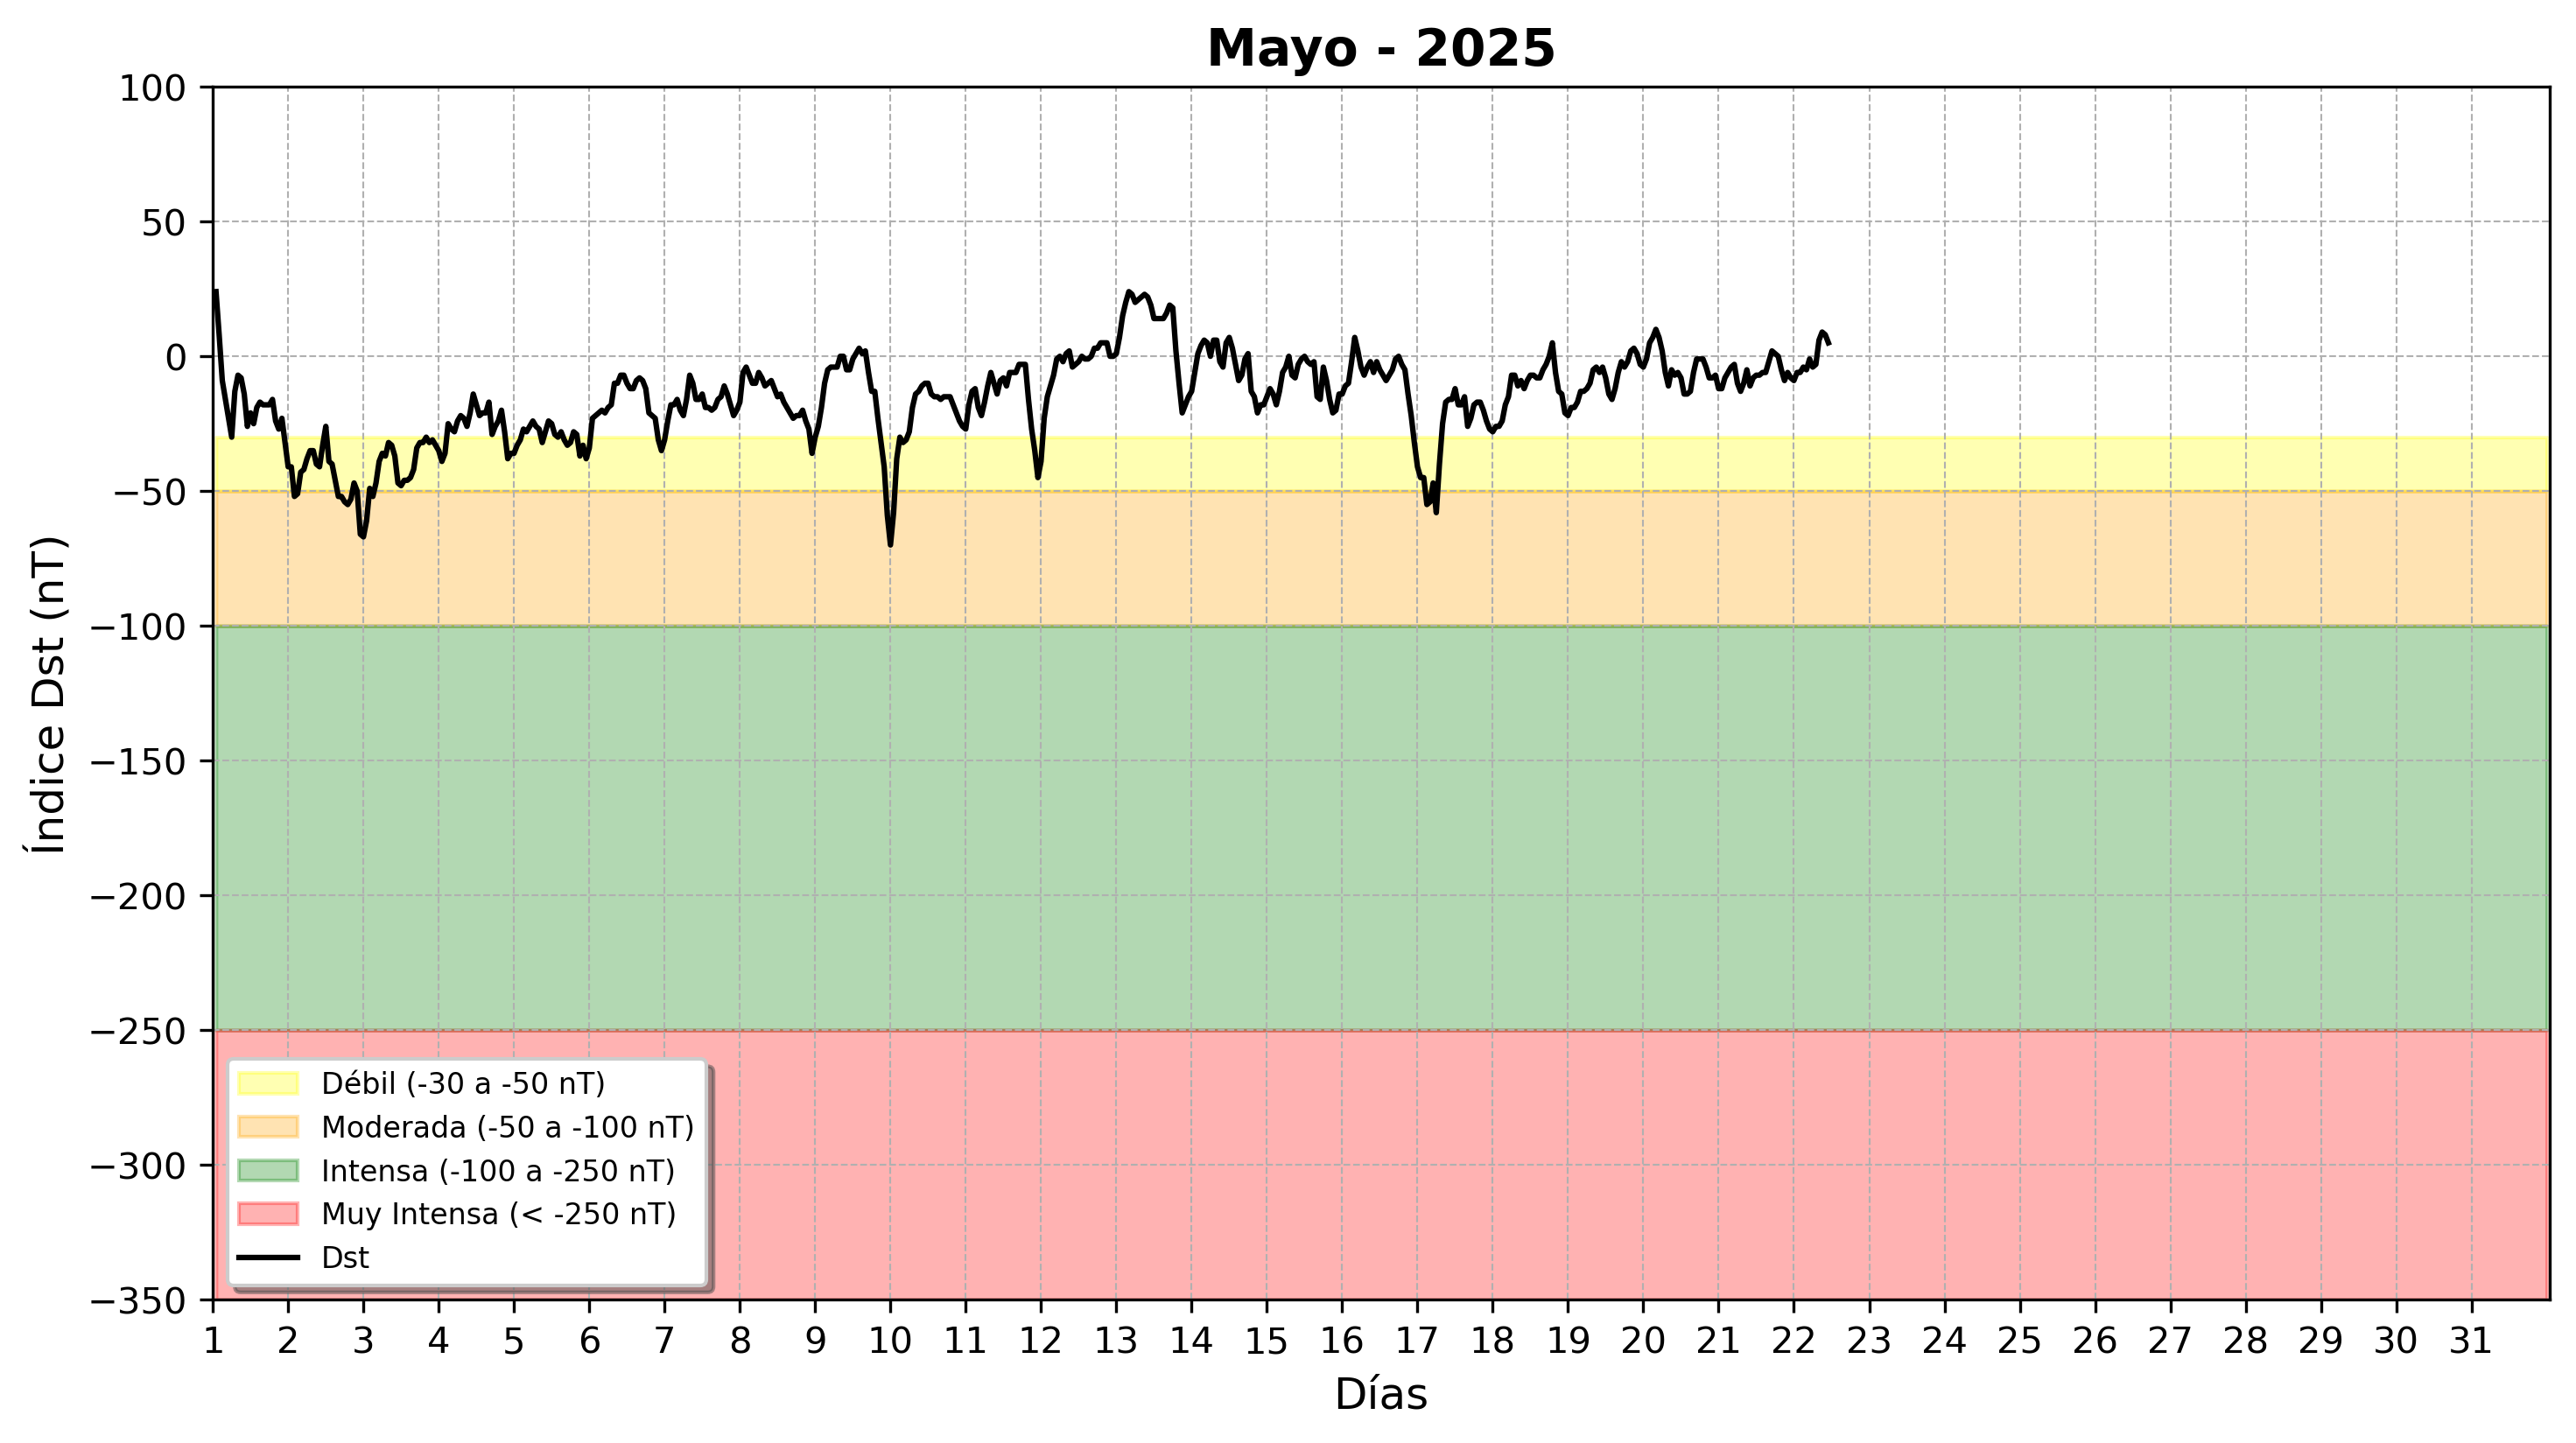 Mayo - 2025
100
50
0
−50
−100
−150
−200
−250
−300
−350
Índice Dst (nT)
Débil (-30 a -50 nT)
Moderada (-50 a -100 nT)
Intensa (-100 a -250 nT)
Muy Intensa (< -250 nT)
Dst
1 2 3 4 5 6 7 8 9 10 11 12 13 14 15 16 17 18 19 20 21 22 23 24 25 26 27 28 29 30 31
Días